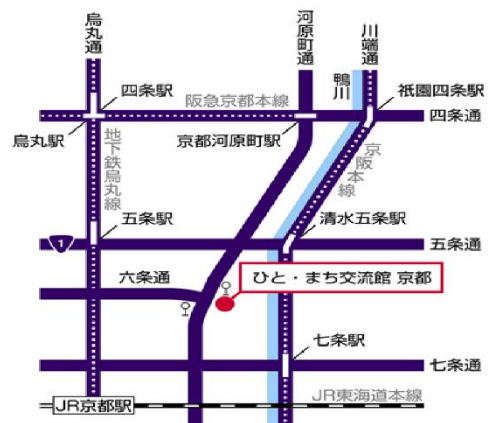 烏丸通
河原町通
川端通
鴨川
四条駅
阪急京都本線
祇園四条駅
四条通
烏丸駅
地下鉄烏丸線
京都河原町駅
京阪本線
五条駅
清水五条駅
1
五条通
六条通
ひと・まち交流館 京都
七条駅
七条通
JR東海道本線
JR京都駅